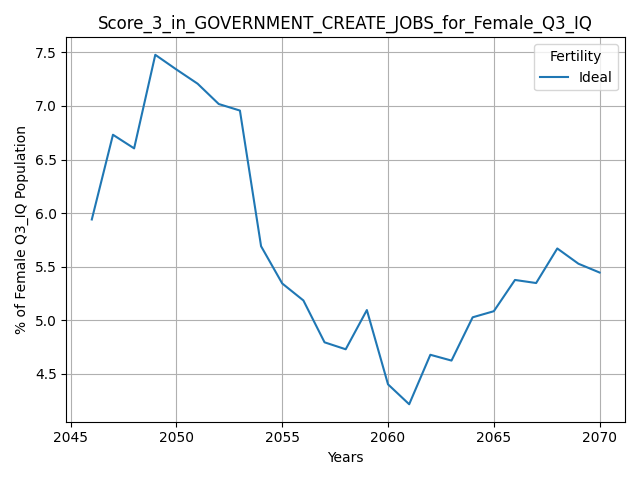 Score_3_in_GOVERNMENT_CREATE_JOBS_for_Female_Q3_IQ
Fertility
Ideal
% of Female Q3_IQ Population
7.5
7.0
6.5
6.0
5.5
5.0
4.5
2045 2050 2055 2060 2065 2070
Years